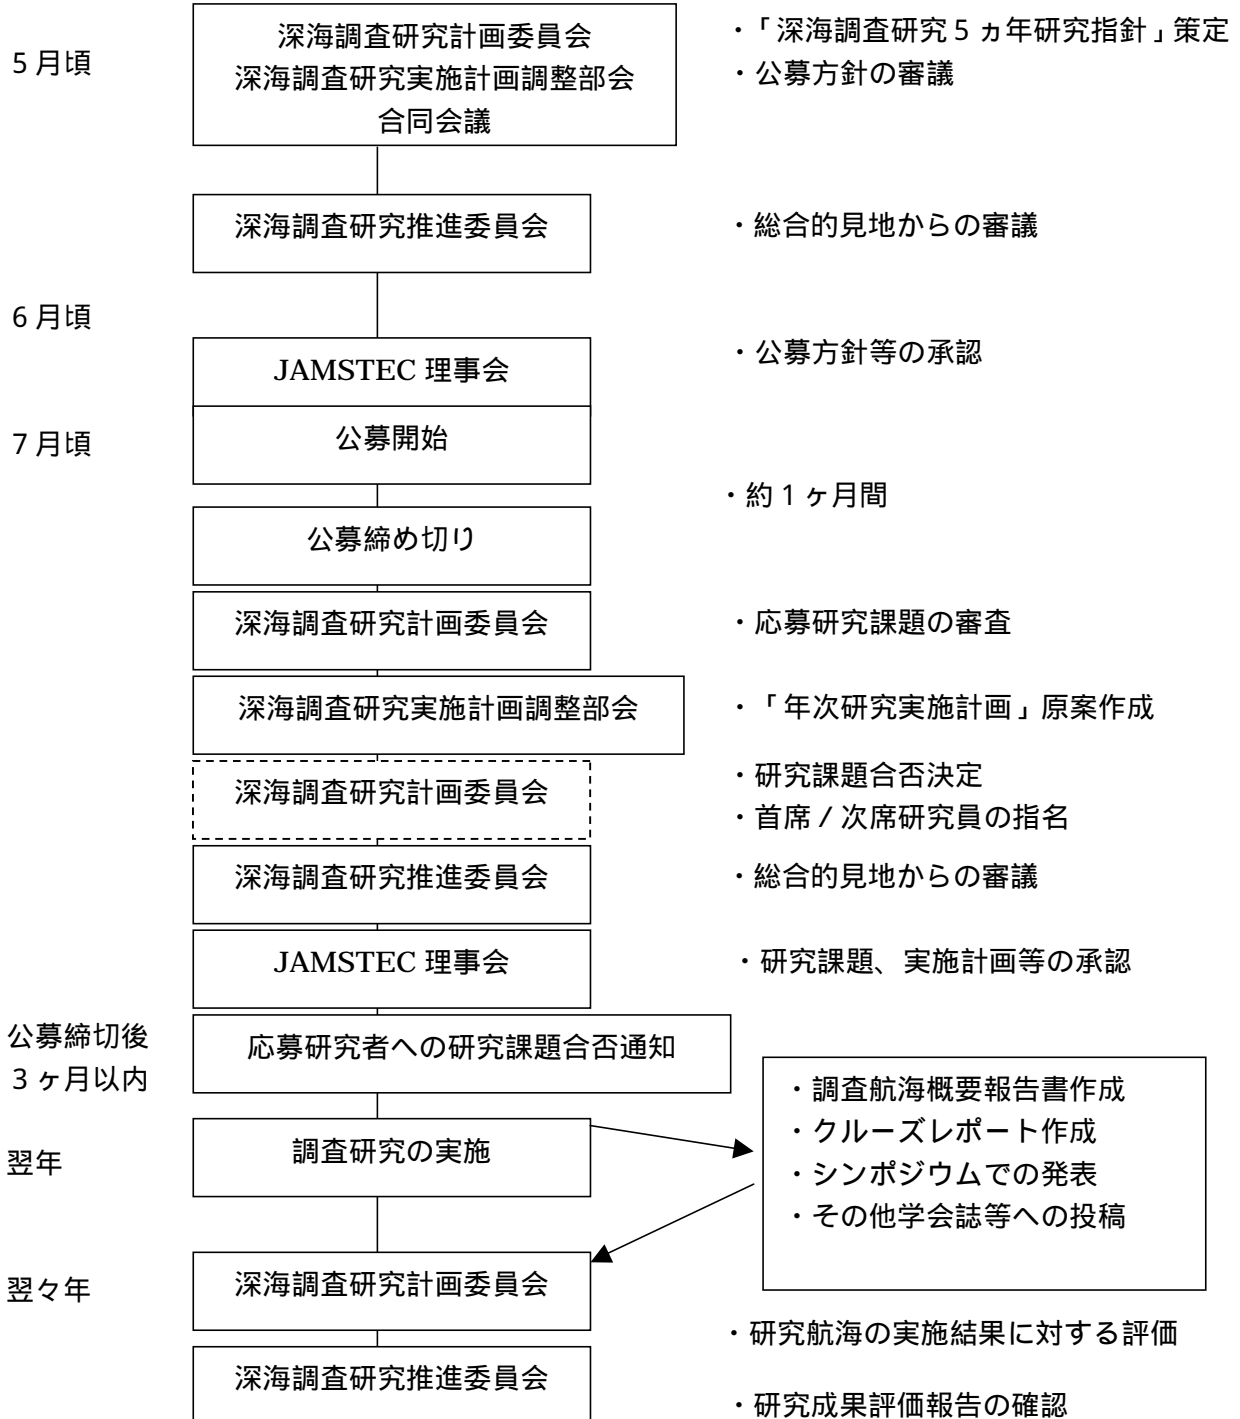 5月頃
深海調査研究計画委員会
深海調査研究実施計画調整部会
合同会議
・「深海調査研究5ヵ年研究指針」策定
・公募方針の審議
深海調査研究推進委員会
・総合的見地からの審議
6月頃
JAMSTEC 理事会
・公募方針等の承認
7月頃
公募開始
・約1ヶ月間
公募締め切り
深海調査研究計画委員会
・応募研究課題の審査
深海調査研究実施計画調整部会
・「年次研究実施計画」原案作成
深海調査研究計画委員会
・研究課題合否決定
・首席/次席研究員の指名
深海調査研究推進委員会
・総合的見地からの審議
JAMSTEC 理事会
・研究課題、実施計画等の承認
公募締切後
3ヶ月以内
応募研究者への研究課題合否通知
翌年
調査研究の実施
・調査航海概要報告書作成
・クルーズレポート作成
・シンポジウムでの発表
・その他学会誌等への投稿
翌々年
深海調査研究計画委員会
・研究航海の実施結果に対する評価
深海調査研究推進委員会
・研究成果評価報告の確認